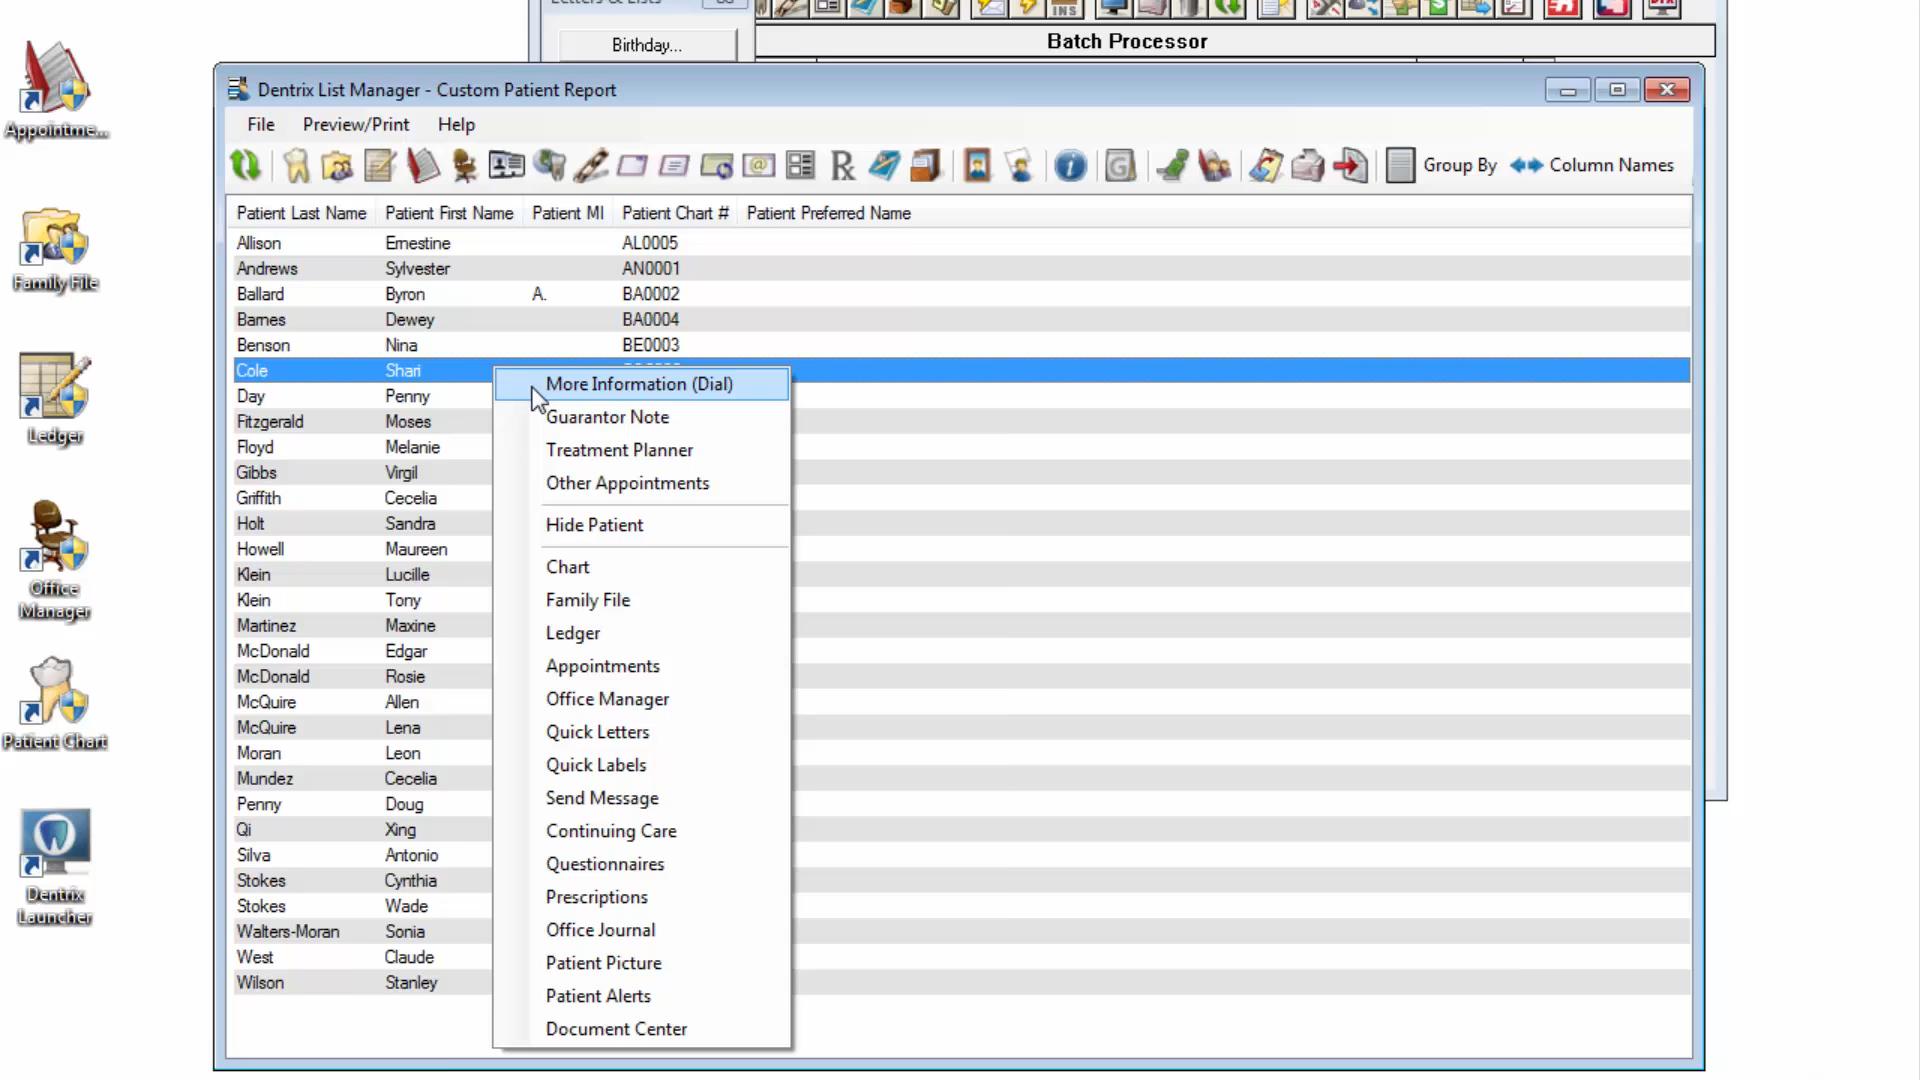 Letters & Lists
Birthday...
INS
Batch Processor
Dentrix List Manager - Custom Patient Report
File Preview/Print Help
Group By Column Names
Patient Last Name Patient First Name Patient MI Patient Chart # Patient Preferred Name
Allison Ernestine AL0005
Andrews Sylvester AN0001
Ballard Byron A. BA0002
Barnes Dewey BA0004
Benson Nina BE0003
Cole Shari
Day Penny
Fitzgerald Moses
Floyd Melanie
Gibbs Virgil
Griffith Cecelia
Holt Sandra
Howell Maureen
Klein Lucille
Klein Tony
Martinez Maxine
McDonald Edgar
McDonald Rosie
McQuire Allen
McQuire Lena
Moran Leon
Mundez Cecelia
Penny Doug
Qi Xing
Silva Antonio
Stokes Cynthia
Stokes Wade
Walters-Moran Sonia
West Claude
Wilson Stanley
More Information (Dial)
Guarantor Note
Treatment Planner
Other Appointments
Hide Patient
Chart
Family File
Ledger
Appointments
Office Manager
Quick Letters
Quick Labels
Send Message
Continuing Care
Questionnaires
Prescriptions
Office Journal
Patient Picture
Patient Alerts
Document Center
Appointme...
Family File
Ledger
Office
Manager
Patient Chart
Dentrix
Launcher